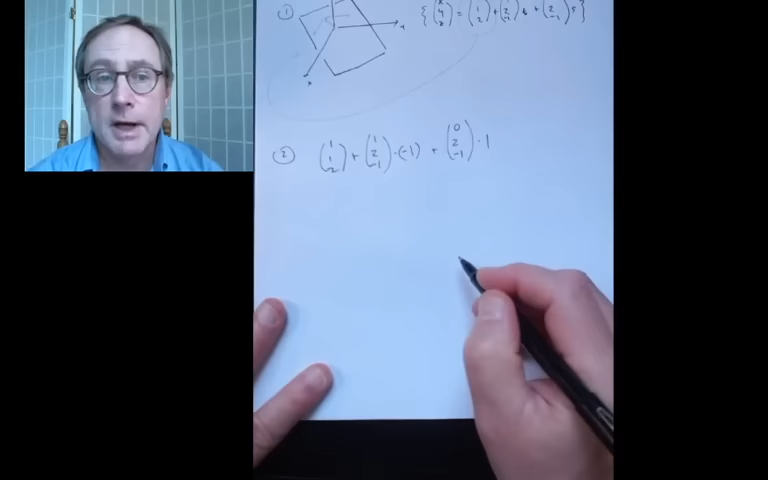 ① y { (x y z) = (1 1 2) + (1 2 -1) t + (0 2 -1) s }
x
② (1 1 2) + (1 2 -1) · (-1) + (0 2 -1) · 1